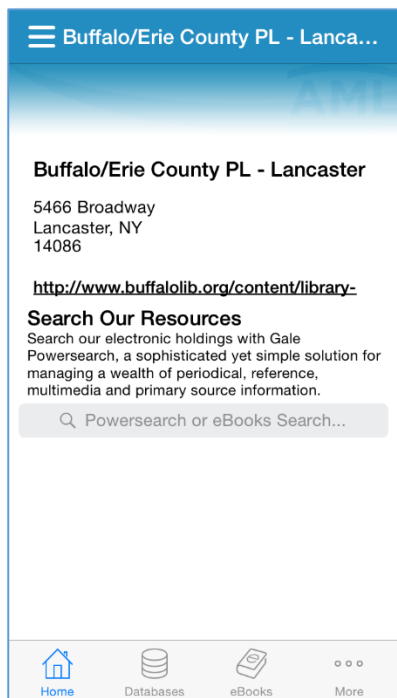 Buffalo/Erie County PL - Lanca...
AML
Buffalo/Erie County PL - Lancaster
5466 Broadway
Lancaster, NY
14086
http://www.buffalolib.org/content/library-
Search Our Resources
Search our electronic holdings with Gale
Powersearch, a sophisticated yet simple solution for
managing a wealth of periodical, reference,
multimedia and primary source information.
Powersearch or eBooks Search...
Home Databases eBooks More